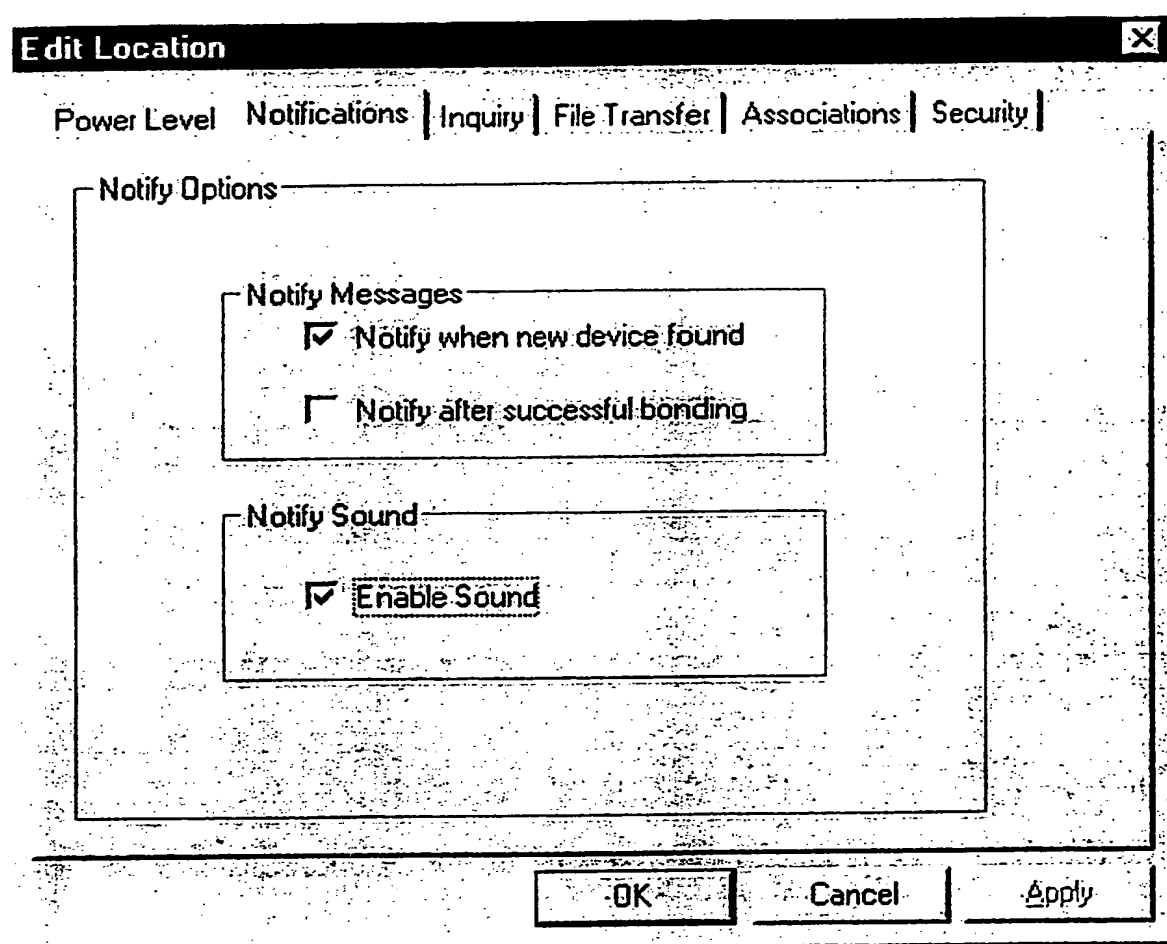 Edit Location
Power Level Notifications Inquiry File Transfer Associations Security
Notify Options
Notify Messages
Notify when new device found
Notify after successful bonding
Notify Sound
Enable Sound
OK Cancel Apply